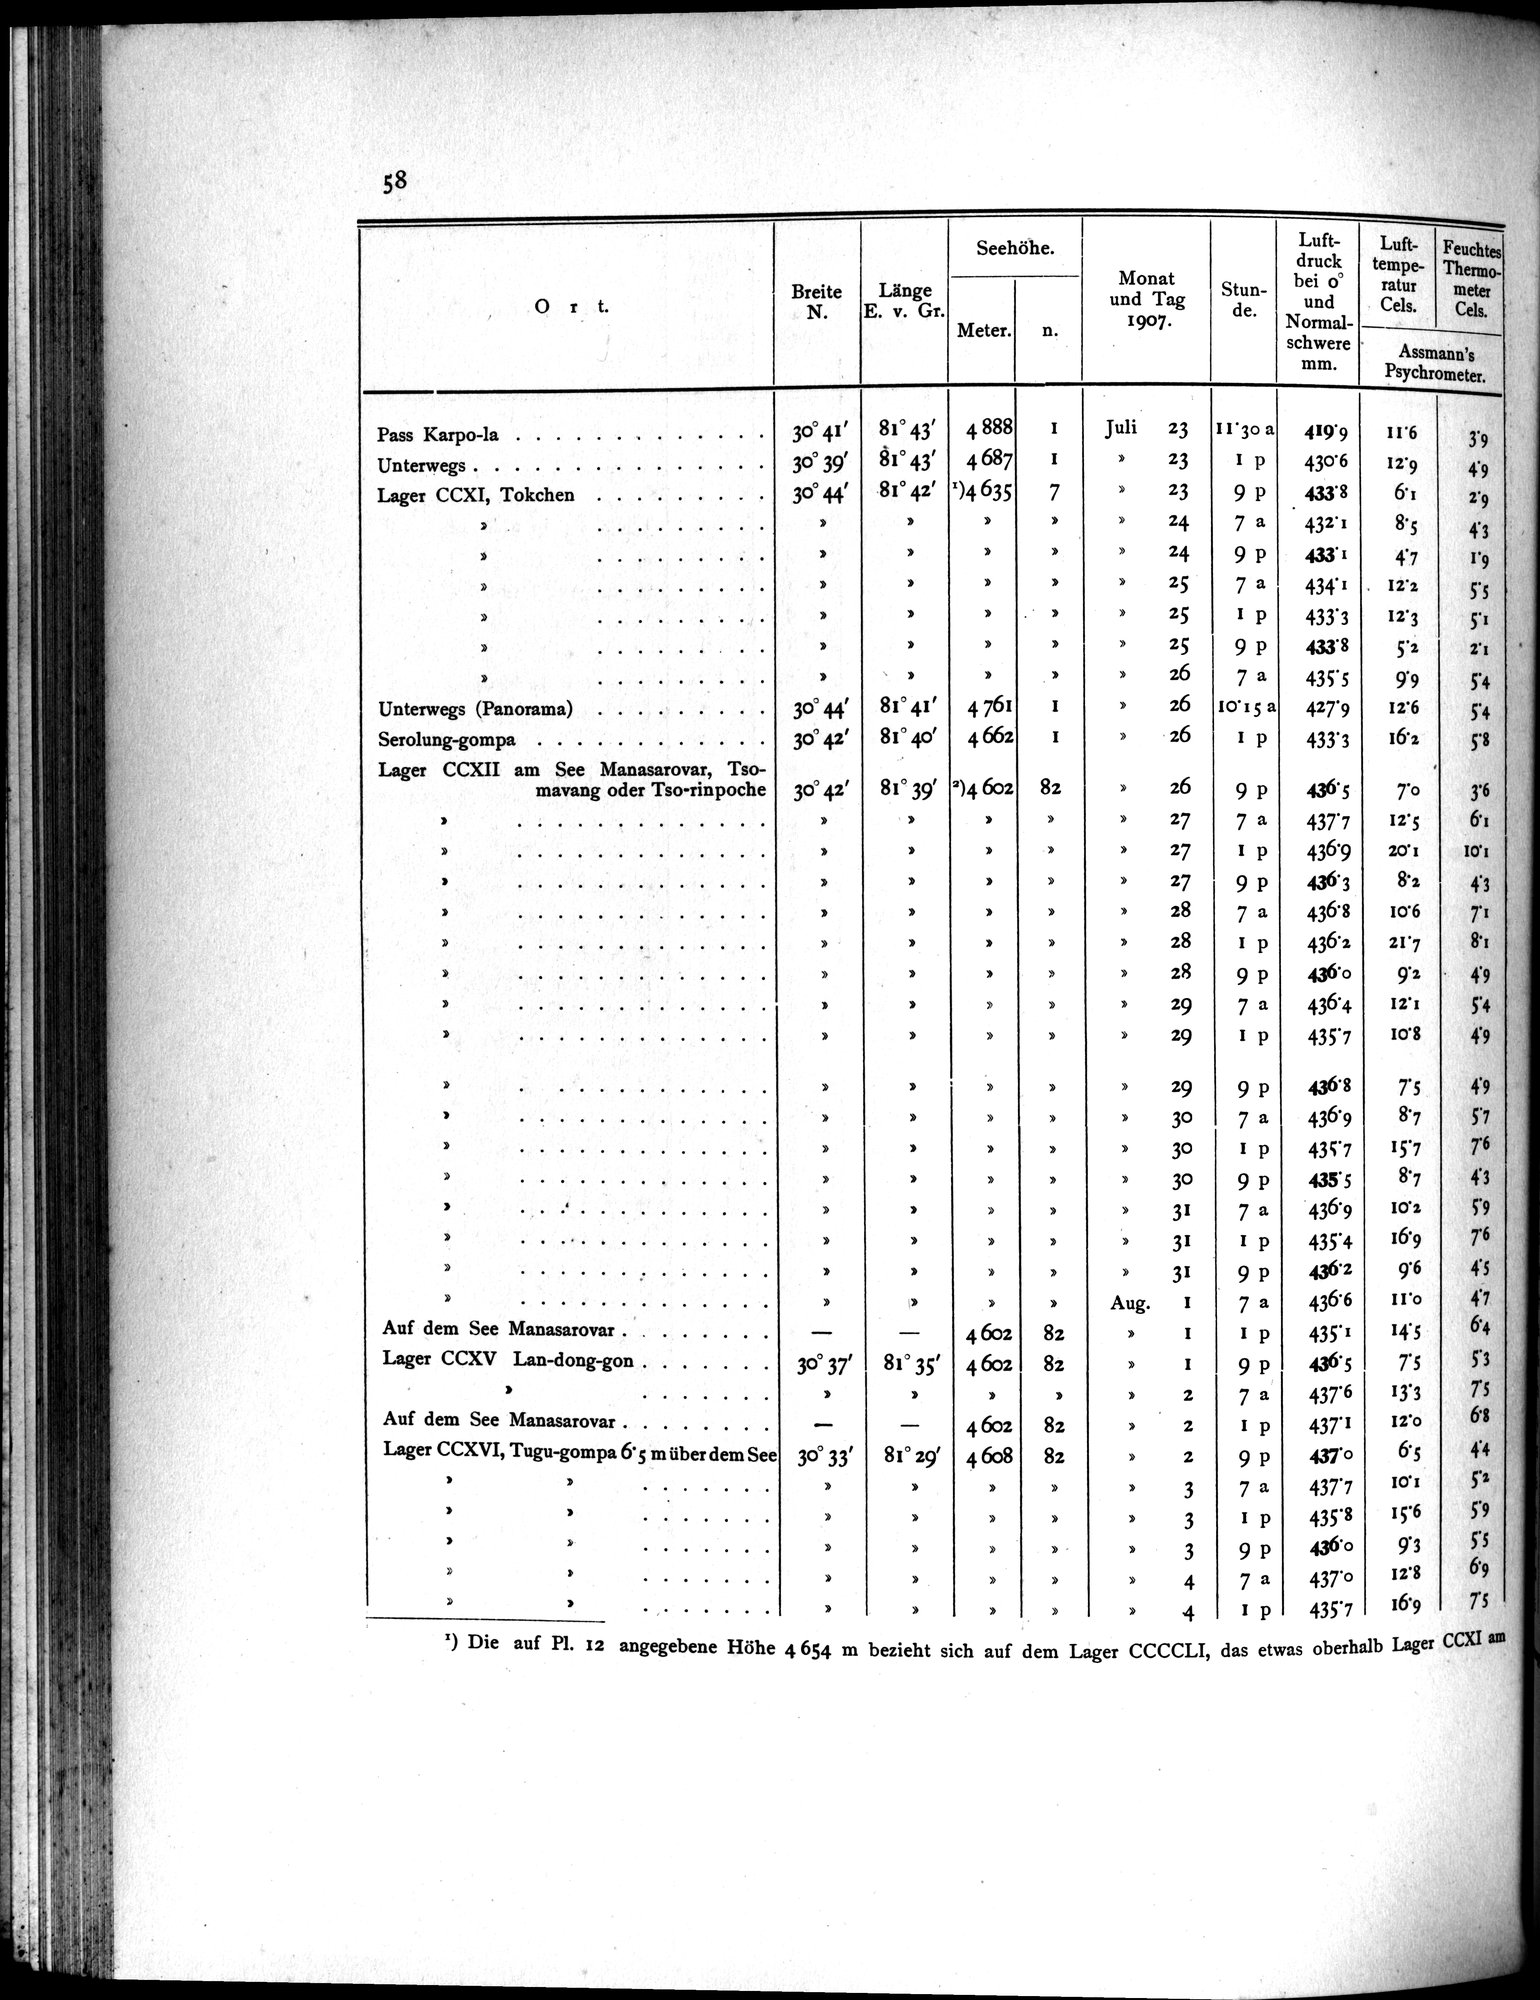 58
Ort. Breite N. Länge E. v. Gr. Seehöhe. Meter. n. Monat und Tag 1907. Stun-de. Luft-druck bei 0° und Normal-schwere mm. Luft-tempe-ratur Cels. Feuchtes Thermo-meter Cels. Assmann's Psychrometer.
Pass Karpo-la . . . . . . . . . . . . . 30° 41′ 81° 43′ 4 888 1 Juli 23 11·30 a 419·9 11·6 3·9
Unterwegs . . . . . . . . . . . . . . . 30° 39′ 81° 43′ 4 687 1 » 23 1 p 430·6 12·9 4·9
Lager CCXI, Tokchen . . . . . . . . . 30° 44′ 81° 42′ ¹)4 635 7 » 23 9 p 433·8 6·1 2·9
» . . . . . . . . . » » » » » 24 7 a 432·1 8·5 4·3
» . . . . . . . . . » » » » » 24 9 p 433·1 4·7 1·9
» . . . . . . . . . » » » » » 25 7 a 434·1 12·2 5·5
» . . . . . . . . . » » » » » 25 1 p 433·3 12·3 5·1
» . . . . . . . . . » » » » » 25 9 p 433·8 5·2 2·1
» . . . . . . . . . » » » » » 26 7 a 435·5 9·9 5·4
Unterwegs (Panorama) . . . . . . . . . 30° 44′ 81° 41′ 4 761 1 » 26 10·15 a 427·9 12·6 5·4
Serolung-gompa . . . . . . . . . . . . 30° 42′ 81° 40′ 4 662 1 » 26 1 p 433·3 16·2 5·8
Lager CCXII am See Manasarovar, Tso-
mavang oder Tso-rinpoche 30° 42′ 81° 39′ ²)4 602 82 » 26 9 p 436·5 7·0 3·6
» . . . . . . . . . . . . . » » » » » 27 7 a 437·7 12·5 6·1
» . . . . . . . . . . . . . » » » » » 27 1 p 436·9 20·1 10·1
» . . . . . . . . . . . . . » » » » » 27 9 p 436·3 8·2 4·3
» . . . . . . . . . . . . . » » » » » 28 7 a 436·8 10·6 7·1
» . . . . . . . . . . . . . » » » » » 28 1 p 436·2 21·7 8·1
» . . . . . . . . . . . . . » » » » » 28 9 p 436·0 9·2 4·9
» . . . . . . . . . . . . . » » » » » 29 7 a 436·4 12·1 5·4
» . . . . . . . . . . . . . » » » » » 29 1 p 435·7 10·8 4·9
» . . . . . . . . . . . . . » » » » » 29 9 p 436·8 7·5 4·9
» . . . . . . . . . . . . . » » » » » 30 7 a 436·9 8·7 5·7
» . . . . . . . . . . . . . » » » » » 30 1 p 435·7 15·7 7·6
» . . . . . . . . . . . . . » » » » » 30 9 p 435·5 8·7 4·3
» . . . . . . . . . . . . . » » » » » 31 7 a 436·9 10·2 5·9
» . . . . . . . . . . . . . » » » » » 31 1 p 435·4 16·9 7·6
» . . . . . . . . . . . . . » » » » » 31 9 p 436·2 9·6 4·5
» . . . . . . . . . . . . . » » » » Aug. 1 7 a 436·6 11·0 4·7
Auf dem See Manasarovar . . . . . . . . — — 4 602 82 » 1 1 p 435·1 14·5 6·4
Lager CCXV Lan-dong-gon . . . . . . . 30° 37′ 81° 35′ 4 602 82 » 1 9 p 436·5 7·5 5·3
» . . . . . . . » » » » » 2 7 a 437·6 13·3 7·5
Auf dem See Manasarovar . . . . . . . . — — 4 602 82 » 2 1 p 437·1 12·0 6·8
Lager CCXVI, Tugu-gompa 6·5 m über dem See 30° 33′ 81° 29′ 4 608 82 » 2 9 p 437·0 6·5 4·4
» » . . . . . . . » » » » » 3 7 a 437·7 10·1 5·2
» » . . . . . . . » » » » » 3 1 p 435·8 15·6 5·9
» » . . . . . . . » » » » » 3 9 p 436·0 9·3 5·5
» » . . . . . . . » » » » » 4 7 a 437·0 12·8 6·9
» » . . . . . . . » » » » » 4 1 p 435·7 16·9 7·5
¹) Die auf Pl. 12 angegebene Höhe 4 654 m bezieht sich auf dem Lager CCCCLI, das etwas oberhalb Lager CCXI am